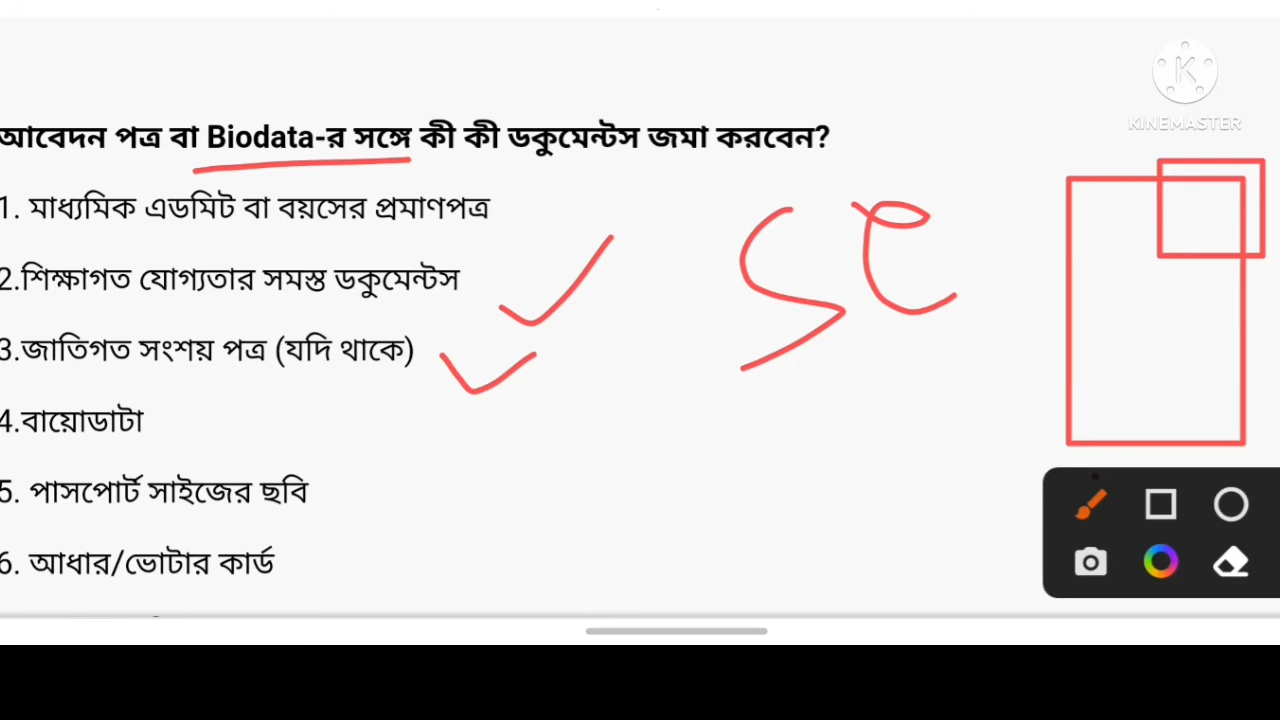 KINEMASTER
আবেদন পত্র বা Biodata-র সঙ্গে কী কী ডকুমেন্টস জমা করবেন?
1. মাধ্যমিক এডমিট বা বয়সের প্রমাণপত্র
2.শিক্ষাগত যোগ্যতার সমস্ত ডকুমেন্টস
3.জাতিগত সংশয় পত্র (যদি থাকে)
4.বায়োডাটা
5. পাসপোর্ট সাইজের ছবি
6. আধার/ভোটার কার্ড